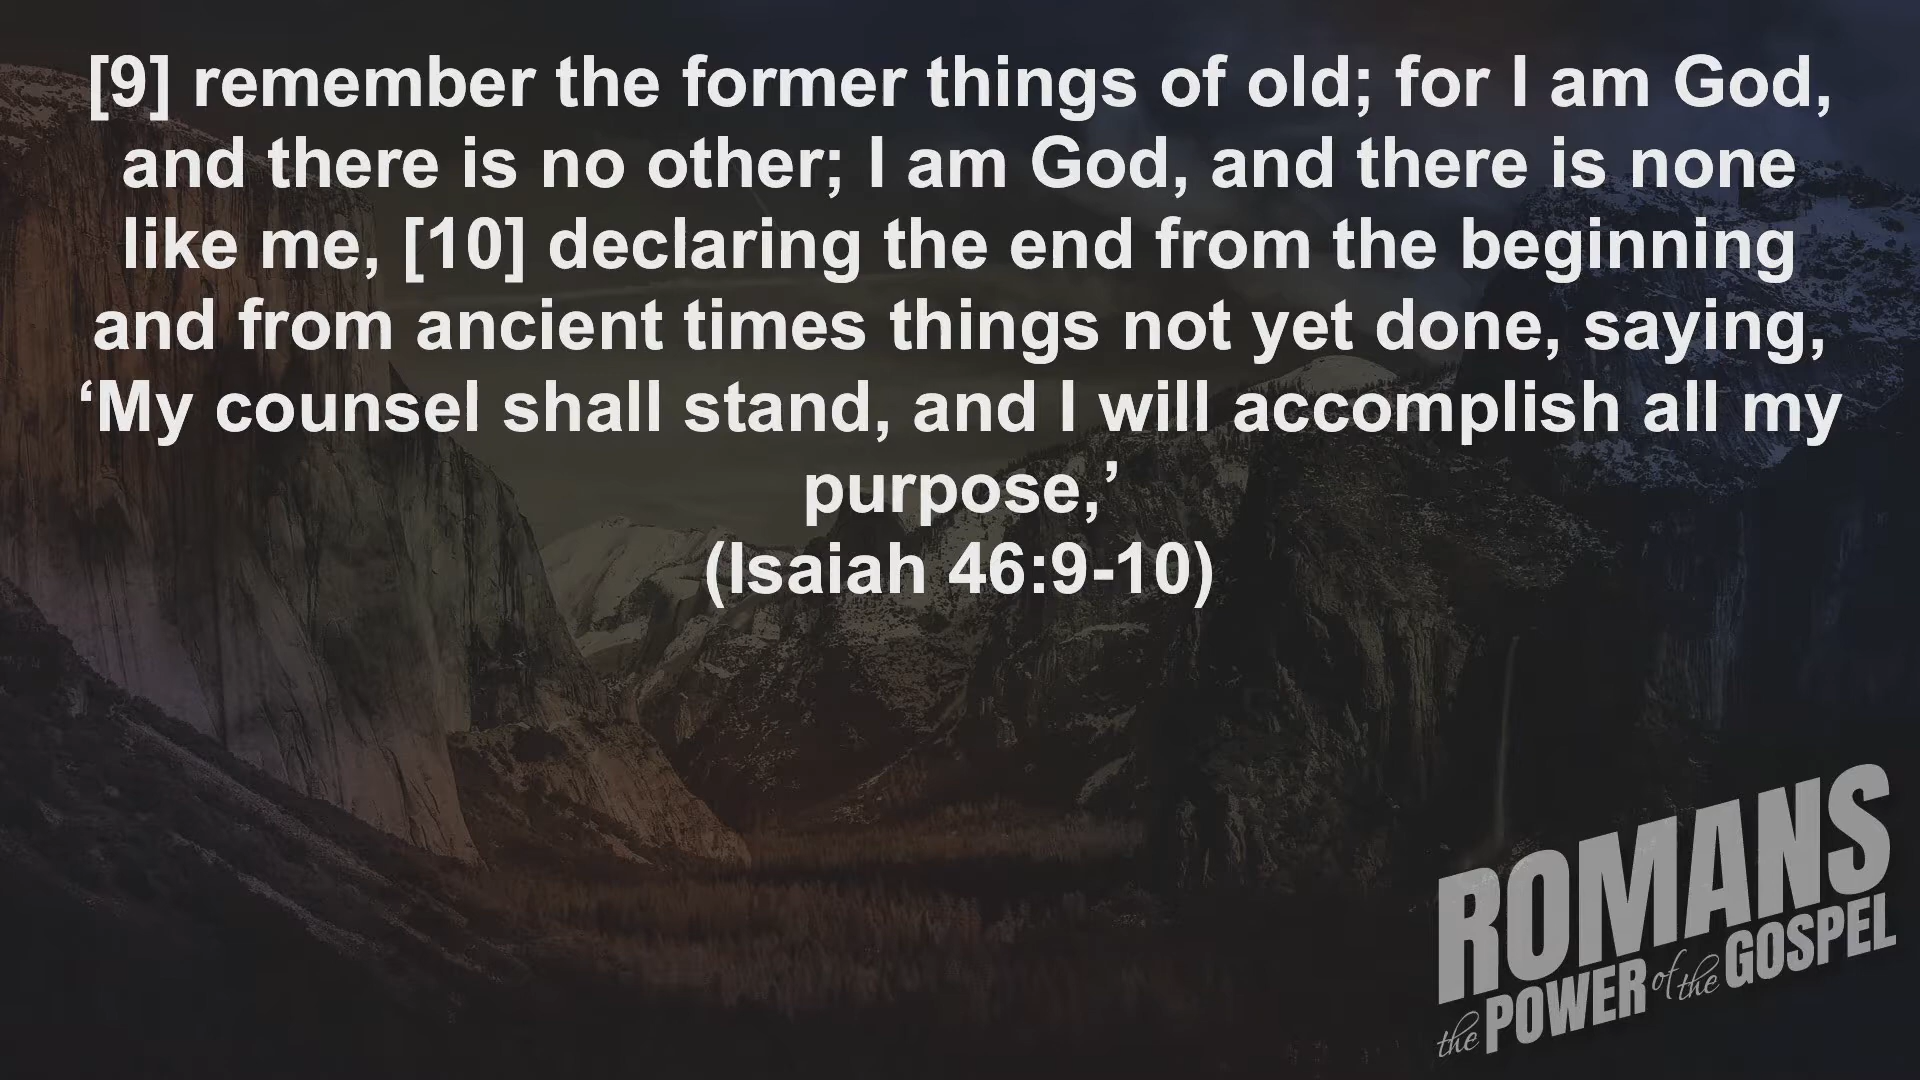 [9] remember the former things of old; for I am God,
and there is no other; I am God, and there is none
like me, [10] declaring the end from the beginning
and from ancient times things not yet done, saying,
‘My counsel shall stand, and I will accomplish all my
purpose,’
(Isaiah 46:9-10)
ROMANS
the POWER of the GOSPEL